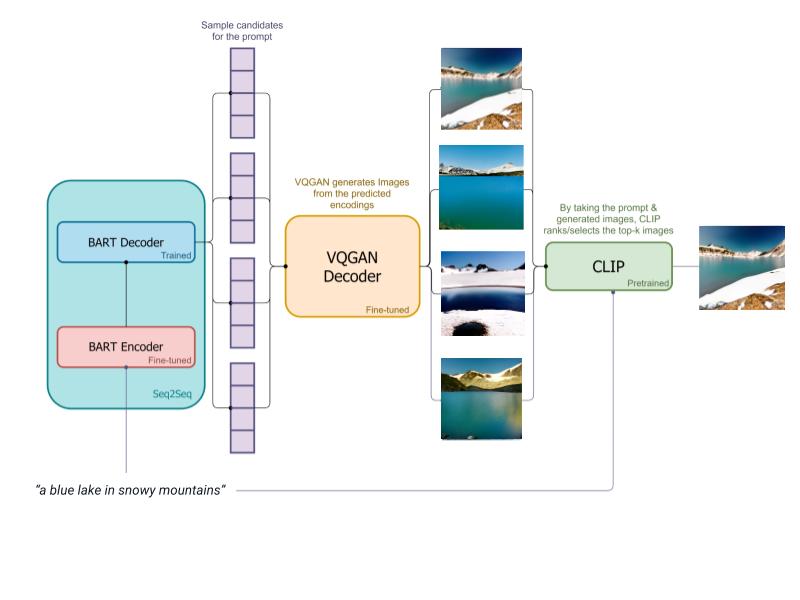 Sample candidates
for the prompt
VQGAN generates Images
from the predicted
encodings
By taking the prompt &
generated images, CLIP
ranks/selects the top-k images
BART Decoder
Trained
VQGAN
Decoder
Fine-tuned
CLIP
Pretrained
BART Encoder
Fine-tuned
Seq2Seq
“a blue lake in snowy mountains”